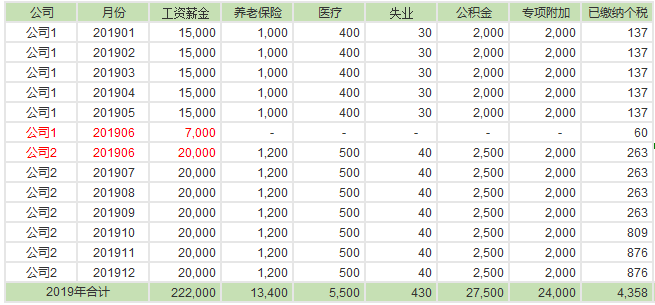 公司 月份 工资薪金 养老保险 医疗 失业 公积金 专项附加 已缴纳个税
公司1 201901 15,000 1,000 400 30 2,000 2,000 137
公司1 201902 15,000 1,000 400 30 2,000 2,000 137
公司1 201903 15,000 1,000 400 30 2,000 2,000 137
公司1 201904 15,000 1,000 400 30 2,000 2,000 137
公司1 201905 15,000 1,000 400 30 2,000 2,000 137
公司1 201906 7,000 - - - - - 60
公司2 201906 20,000 1,200 500 40 2,500 2,000 263
公司2 201907 20,000 1,200 500 40 2,500 2,000 263
公司2 201908 20,000 1,200 500 40 2,500 2,000 263
公司2 201909 20,000 1,200 500 40 2,500 2,000 263
公司2 201910 20,000 1,200 500 40 2,500 2,000 809
公司2 201911 20,000 1,200 500 40 2,500 2,000 876
公司2 201912 20,000 1,200 500 40 2,500 2,000 876
2019年合计 222,000 13,400 5,500 430 27,500 24,000 4,358